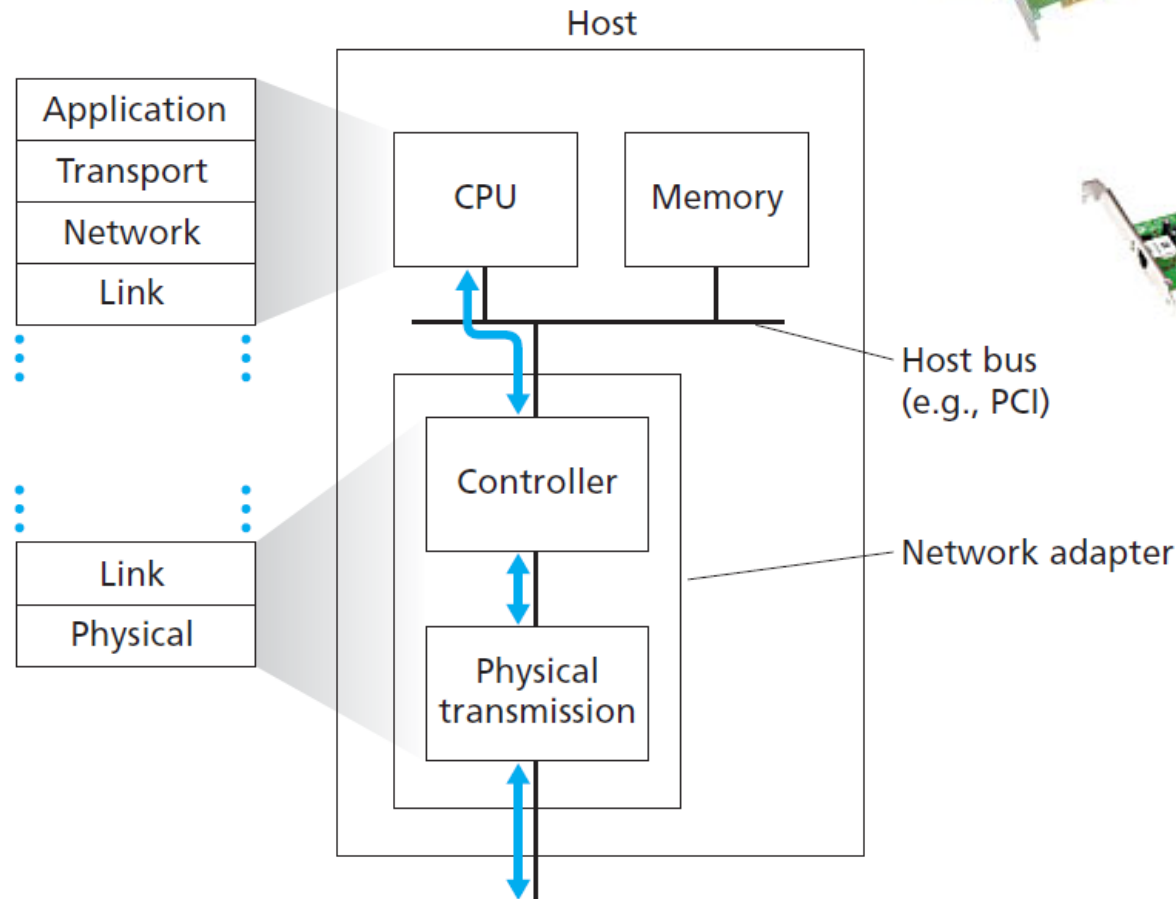 Host
Application
Transport
Network
Link
CPU
Memory
Host bus
(e.g., PCI)
Controller
Network adapter
Link
Physical
Physical
transmission